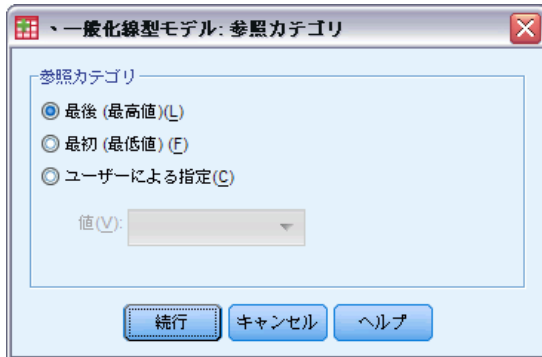 、一般化線型モデル: 参照カテゴリ
参照カテゴリ
最後 (最高値)(L)
最初 (最低値) (F)
ユーザーによる指定(C)
値(V):
続行 キャンセル ヘルプ